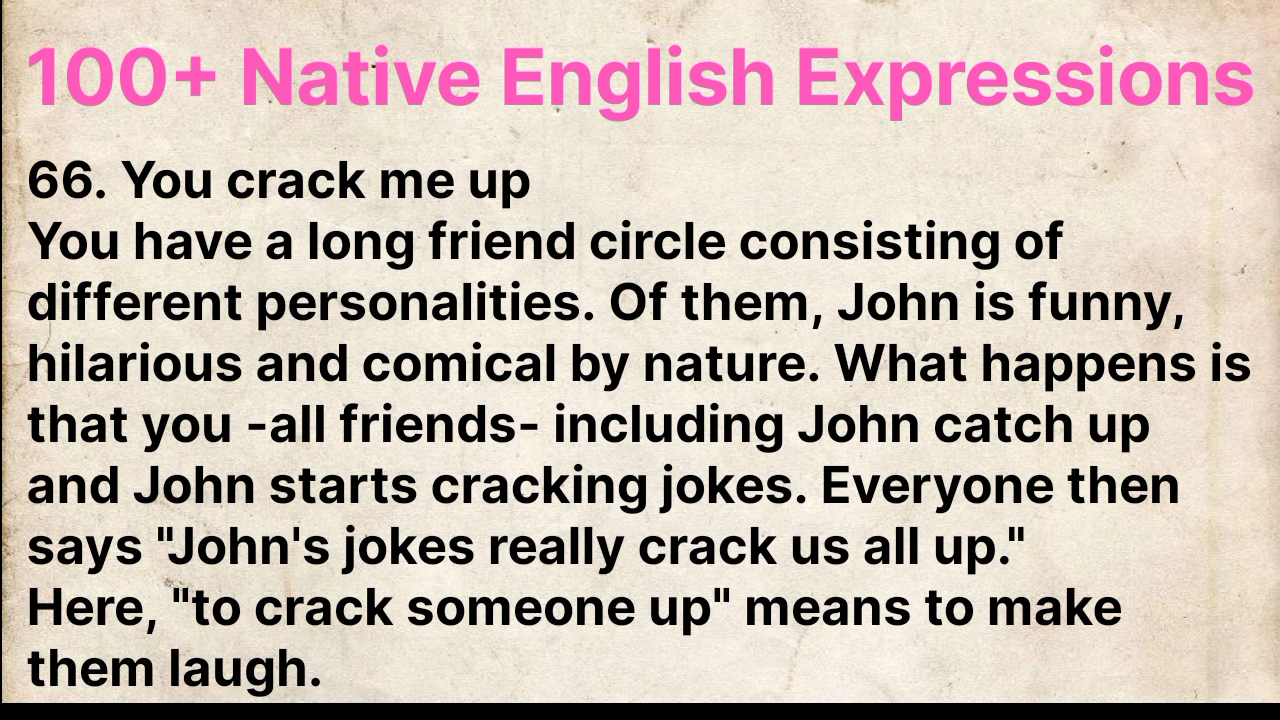 100+ Native English Expressions
66. You crack me up
You have a long friend circle consisting of
different personalities. Of them, John is funny,
hilarious and comical by nature. What happens is
that you -all friends- including John catch up
and John starts cracking jokes. Everyone then
says "John's jokes really crack us all up."
Here, "to crack someone up" means to make
them laugh.